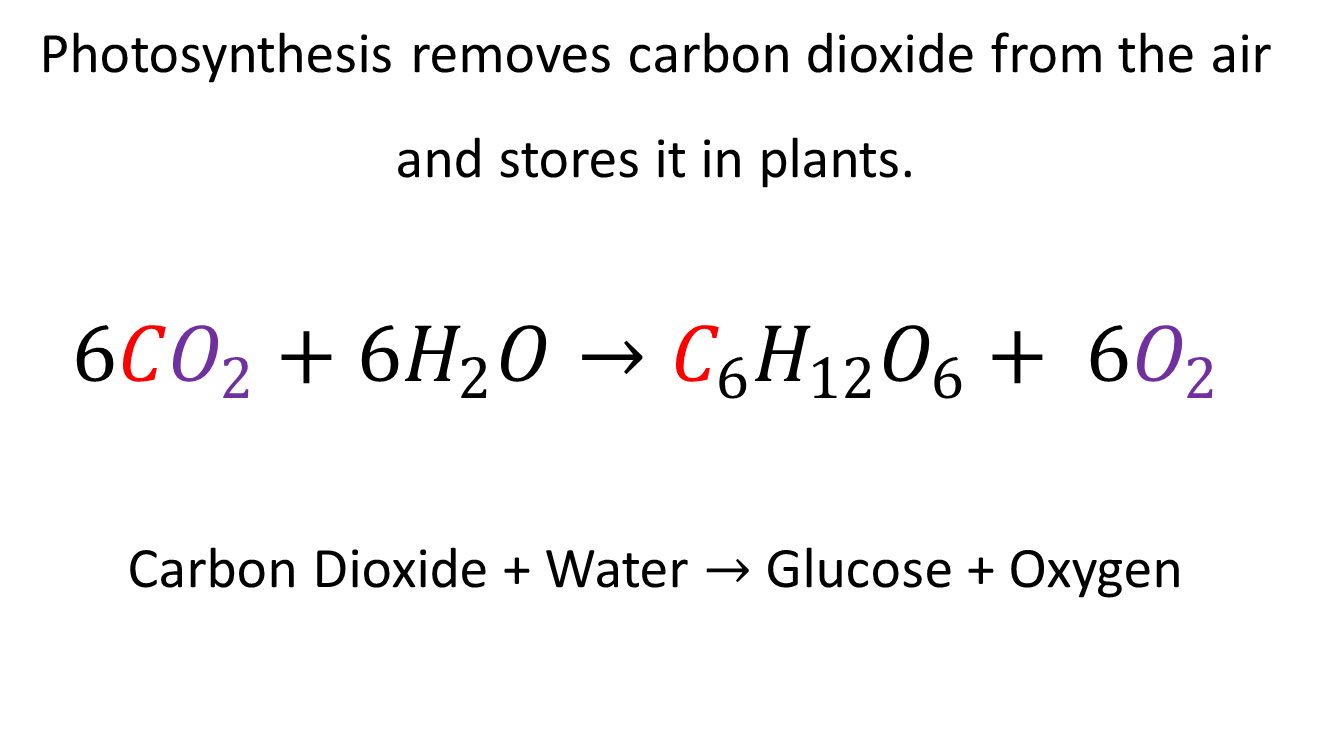 Photosynthesis removes carbon dioxide from the air
and stores it in plants.
6CO₂ + 6H₂O → C₆H₁₂O₆ + 6O₂
Carbon Dioxide + Water → Glucose + Oxygen